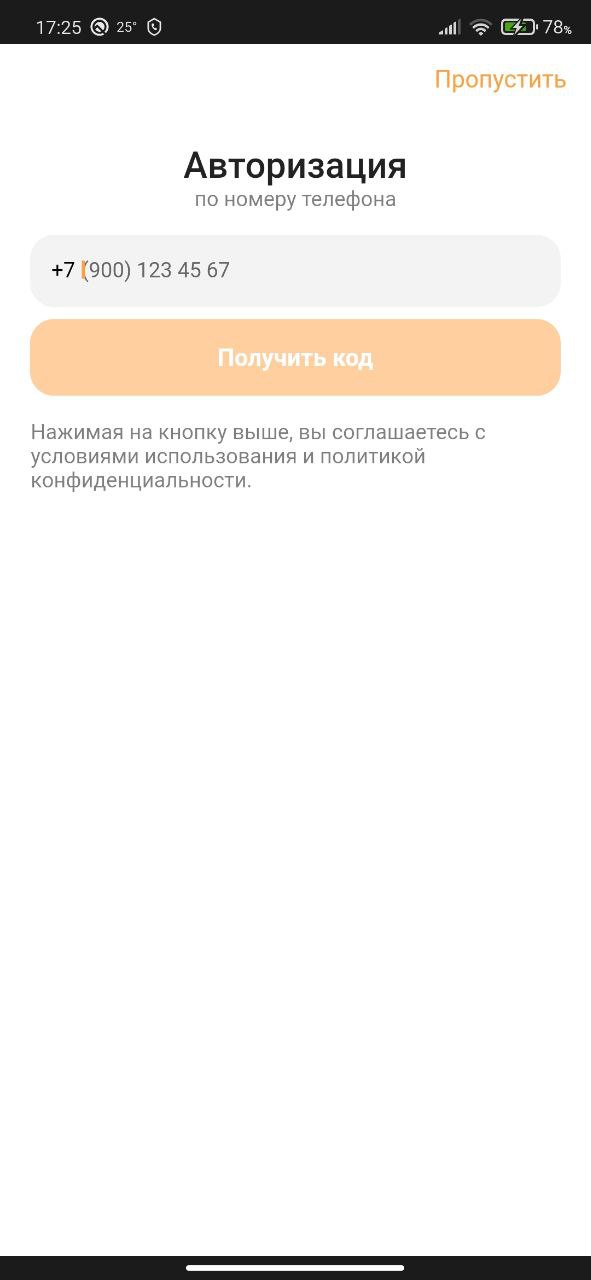 17:25 25° 78%
Пропустить
Авторизация
по номеру телефона
+7 (900) 123 45 67
Получить код
Нажимая на кнопку выше, вы соглашаетесь с
условиями использования и политикой
конфиденциальности.